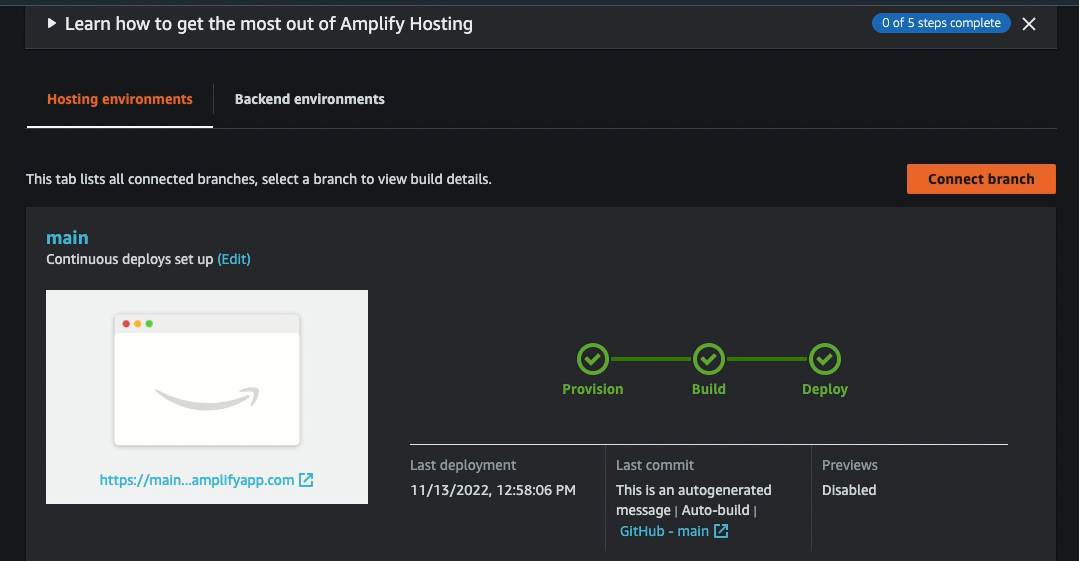 Learn how to get the most out of Amplify Hosting
0 of 5 steps complete
Hosting environments
Backend environments
This tab lists all connected branches, select a branch to view build details.
Connect branch
main
Continuous deploys set up (Edit)
https://main...amplifyapp.com
Provision
Build
Deploy
Last deployment
11/13/2022, 12:58:06 PM
Last commit
This is an autogenerated
message | Auto-build |
GitHub - main
Previews
Disabled